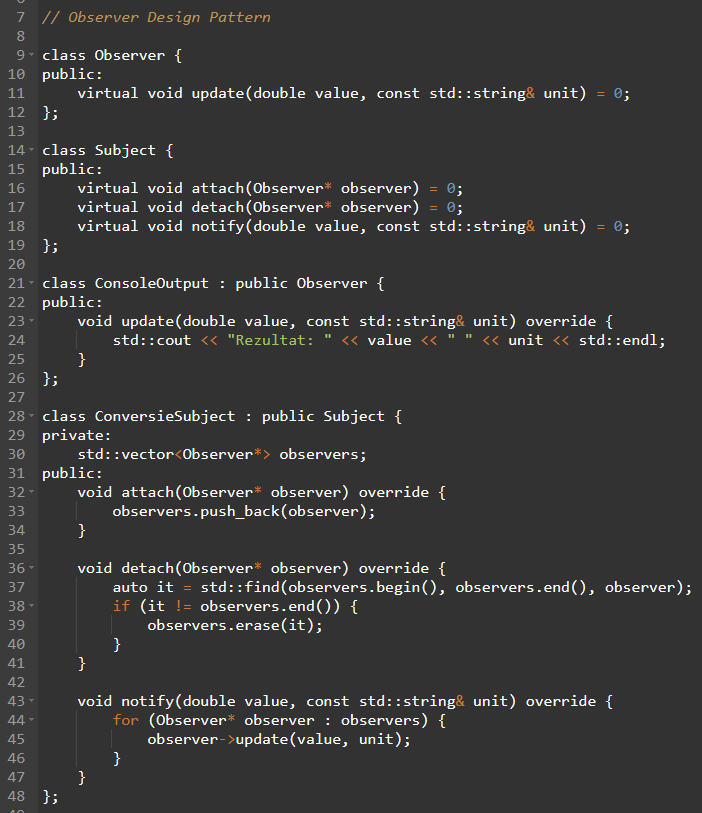 7 // Observer Design Pattern
8
9 class Observer {
10 public:
11     virtual void update(double value, const std::string& unit) = 0;
12 };
13
14 class Subject {
15 public:
16     virtual void attach(Observer* observer) = 0;
17     virtual void detach(Observer* observer) = 0;
18     virtual void notify(double value, const std::string& unit) = 0;
19 };
20
21 class ConsoleOutput : public Observer {
22 public:
23     void update(double value, const std::string& unit) override {
24         std::cout << "Rezultat: " << value << " " << unit << std::endl;
25     }
26 };
27
28 class ConversieSubject : public Subject {
29 private:
30     std::vector<Observer*> observers;
31 public:
32     void attach(Observer* observer) override {
33         observers.push_back(observer);
34     }
35
36     void detach(Observer* observer) override {
37         auto it = std::find(observers.begin(), observers.end(), observer);
38         if (it != observers.end()) {
39             observers.erase(it);
40         }
41     }
42
43     void notify(double value, const std::string& unit) override {
44         for (Observer* observer : observers) {
45             observer->update(value, unit);
46         }
47     }
48 };